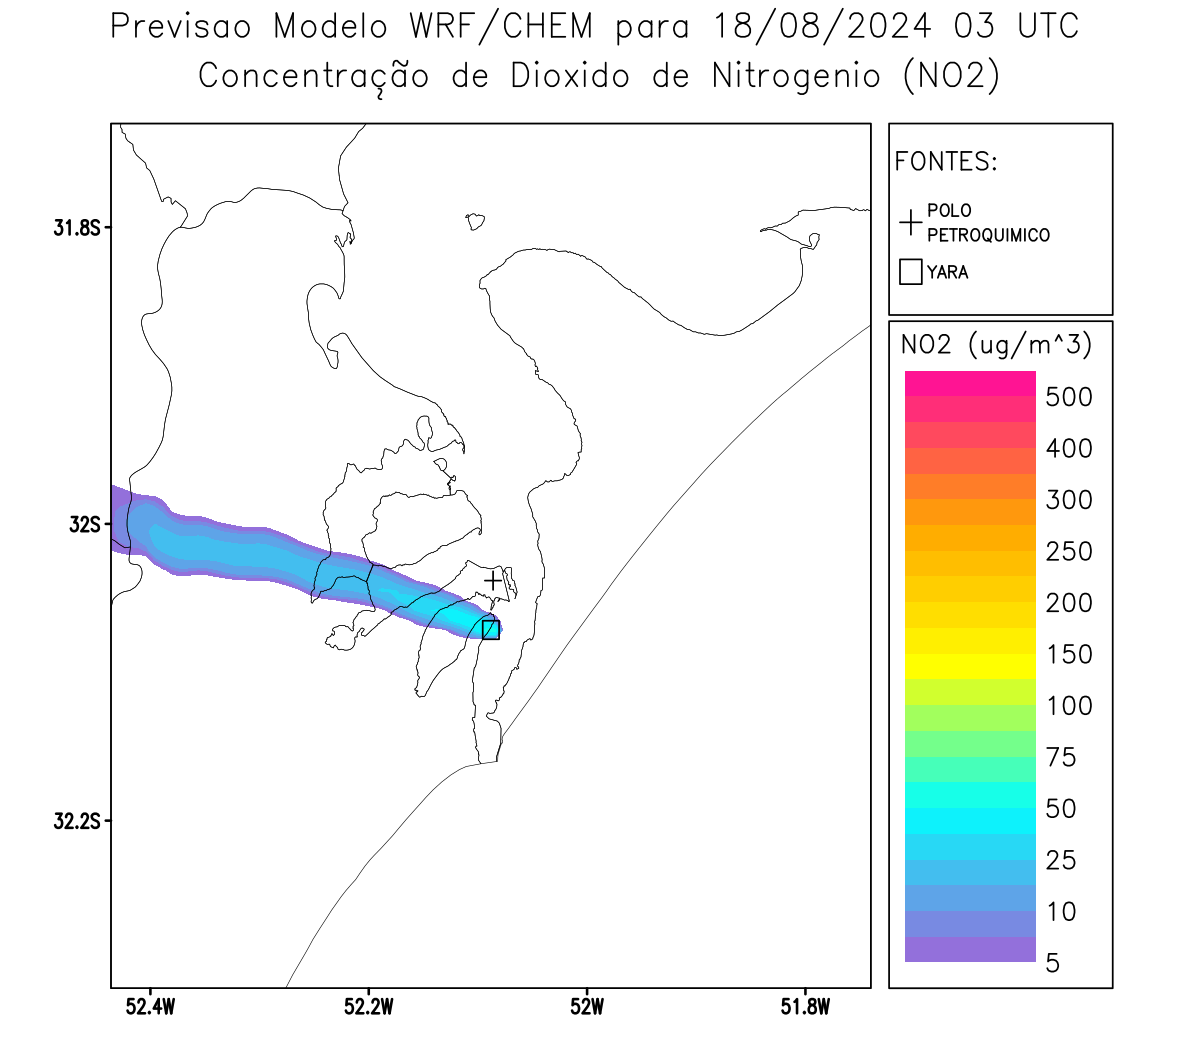 Previsao Modelo WRF/CHEM para 18/08/2024 03 UTC
Concentração de Dioxido de Nitrogenio (NO2)
FONTES:
POLO
PETROQUIMICO
YARA
31.8S
32S
32.2S
52.4W
52.2W
52W
51.8W
NO2 (ug/m^3)
500
400
300
250
200
150
100
75
50
25
10
5